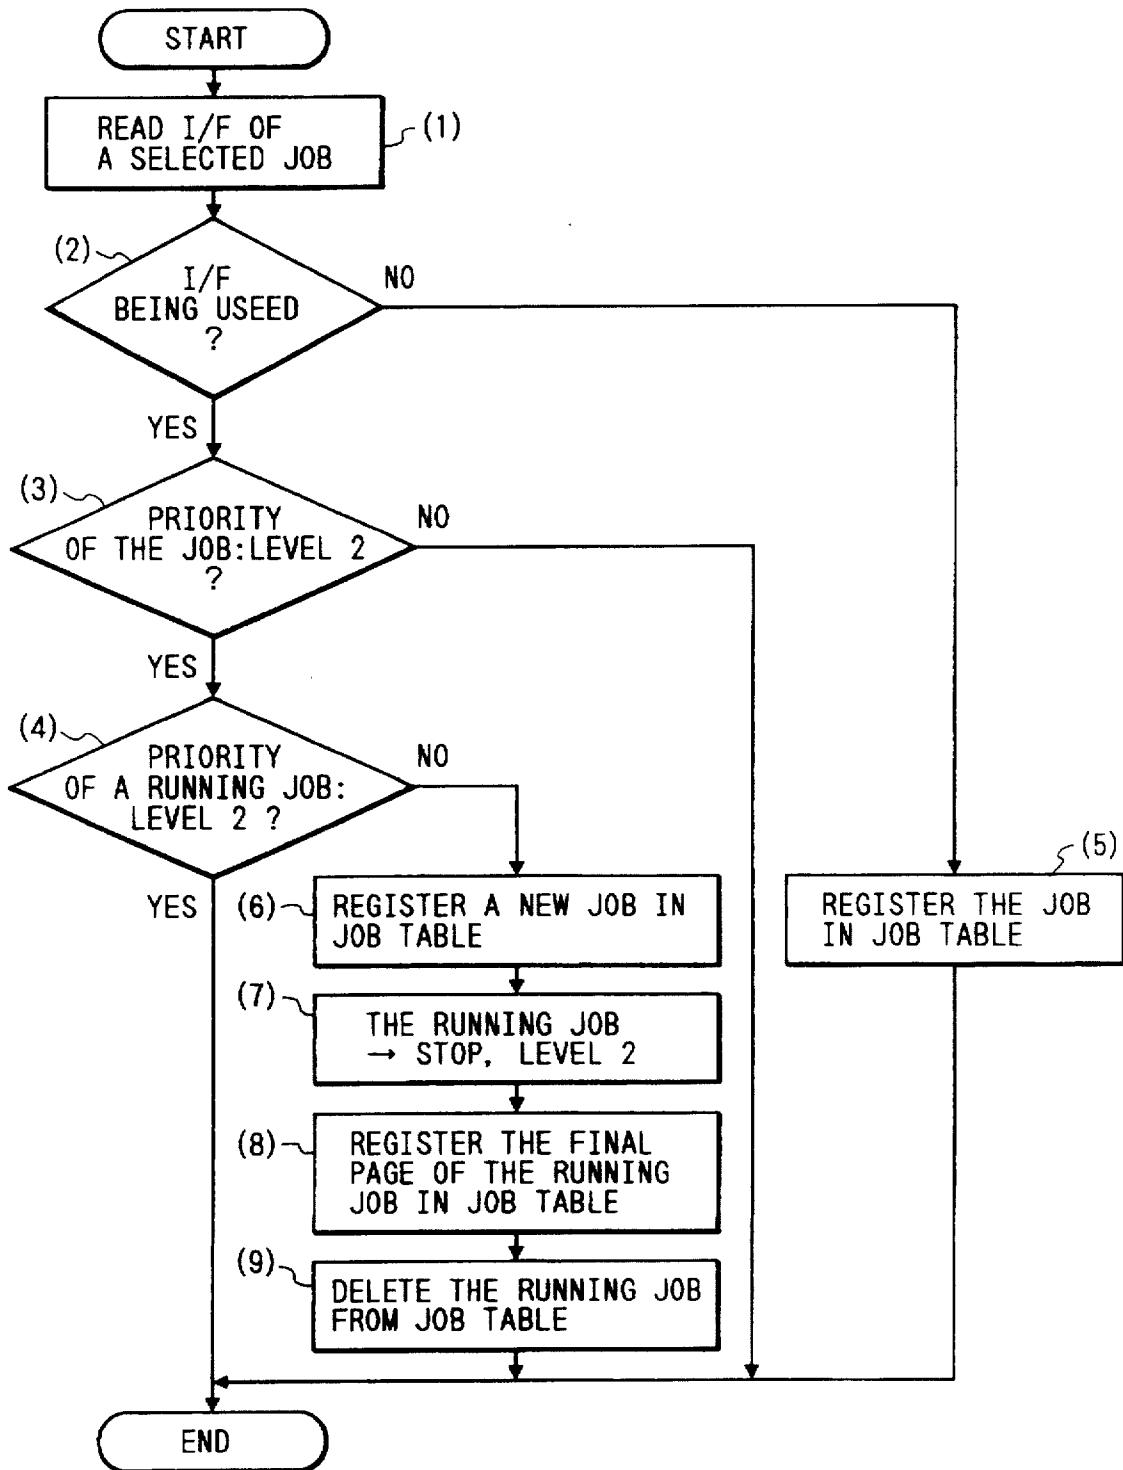 START
READ I/F OF
A SELECTED JOB
(1)
(2)
I/F
BEING USEED
?
NO
YES
(3)
PRIORITY
OF THE JOB:LEVEL 2
?
NO
YES
(4)
PRIORITY
OF A RUNNING JOB:
LEVEL 2 ?
NO
YES
(5)
REGISTER THE JOB
IN JOB TABLE
(6)
REGISTER A NEW JOB IN
JOB TABLE
(7)
THE RUNNING JOB
→ STOP, LEVEL 2
(8)
REGISTER THE FINAL
PAGE OF THE RUNNING
JOB IN JOB TABLE
(9)
DELETE THE RUNNING JOB
FROM JOB TABLE
END